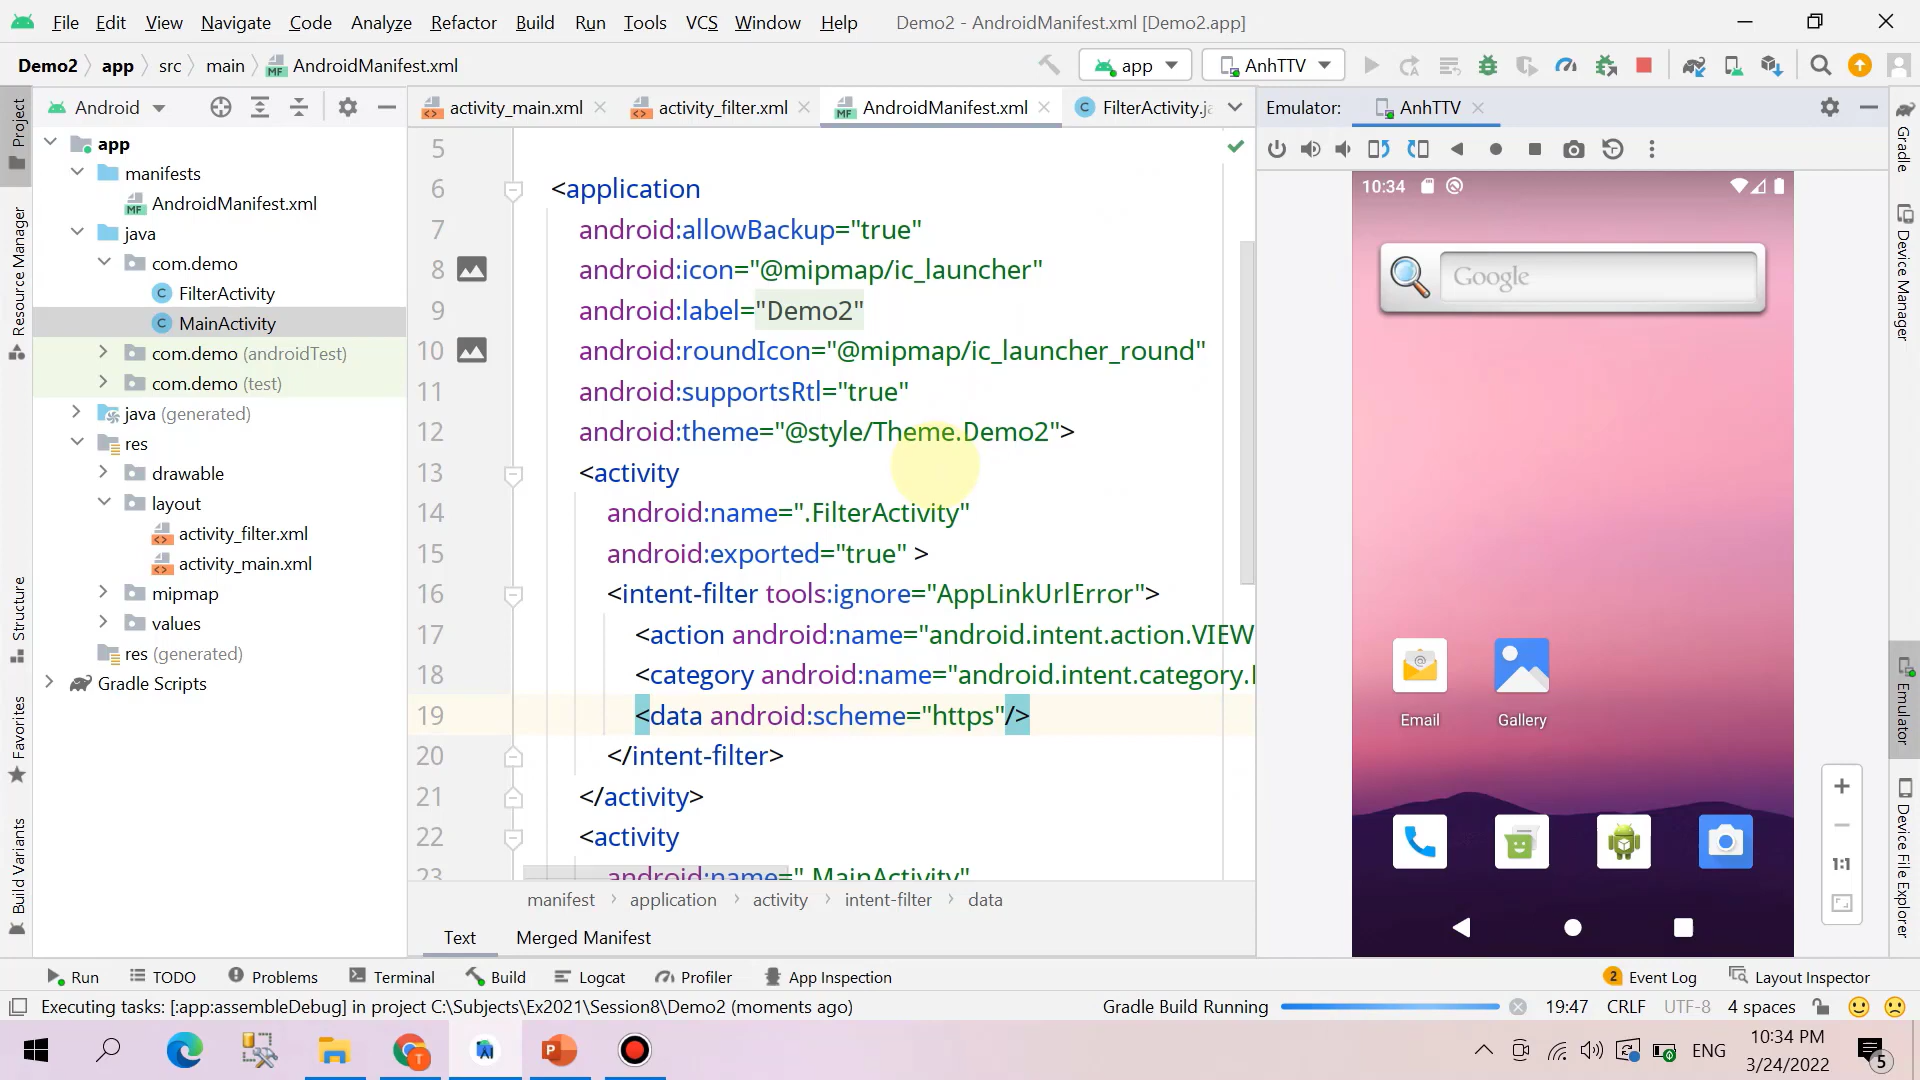 File Edit View Navigate Code Analyze Refactor Build Run Tools VCS Window Help Demo2 - AndroidManifest.xml [Demo2.app]
Demo2 app src main AndroidManifest.xml app AnhTTV
Android activity_main.xml activity_filter.xml AndroidManifest.xml FilterActivity.ja Emulator: AnhTTV
Project
Resource Manager
Structure
Favorites
Build Variants
app
manifests
AndroidManifest.xml
java
com.demo
FilterActivity
MainActivity
com.demo (androidTest)
com.demo (test)
java (generated)
res
drawable
layout
activity_filter.xml
activity_main.xml
mipmap
values
res (generated)
Gradle Scripts
5
6 <application
7 android:allowBackup="true"
8 android:icon="@mipmap/ic_launcher"
9 android:label="Demo2"
10 android:roundIcon="@mipmap/ic_launcher_round"
11 android:supportsRtl="true"
12 android:theme="@style/Theme.Demo2">
13 <activity
14 android:name=".FilterActivity"
15 android:exported="true" >
16 <intent-filter tools:ignore="AppLinkUrlError">
17 <action android:name="android.intent.action.VIEW
18 <category android:name="android.intent.category.
19 <data android:scheme="https"/>
20 </intent-filter>
21 </activity>
22 <activity
23 android:name=".MainActivity"
manifest application activity intent-filter data
Text Merged Manifest
10:34
Google
Email Gallery
1:1
Gradle
Device Manager
Emulator
Device File Explorer
Run TODO Problems Terminal Build Logcat Profiler App Inspection 2 Event Log Layout Inspector
Executing tasks: [:app:assembleDebug] in project C:\Subjects\Ex2021\Session8\Demo2 (moments ago) Gradle Build Running 19:47 CRLF UTF-8 4 spaces
ENG 10:34 PM
3/24/2022 5